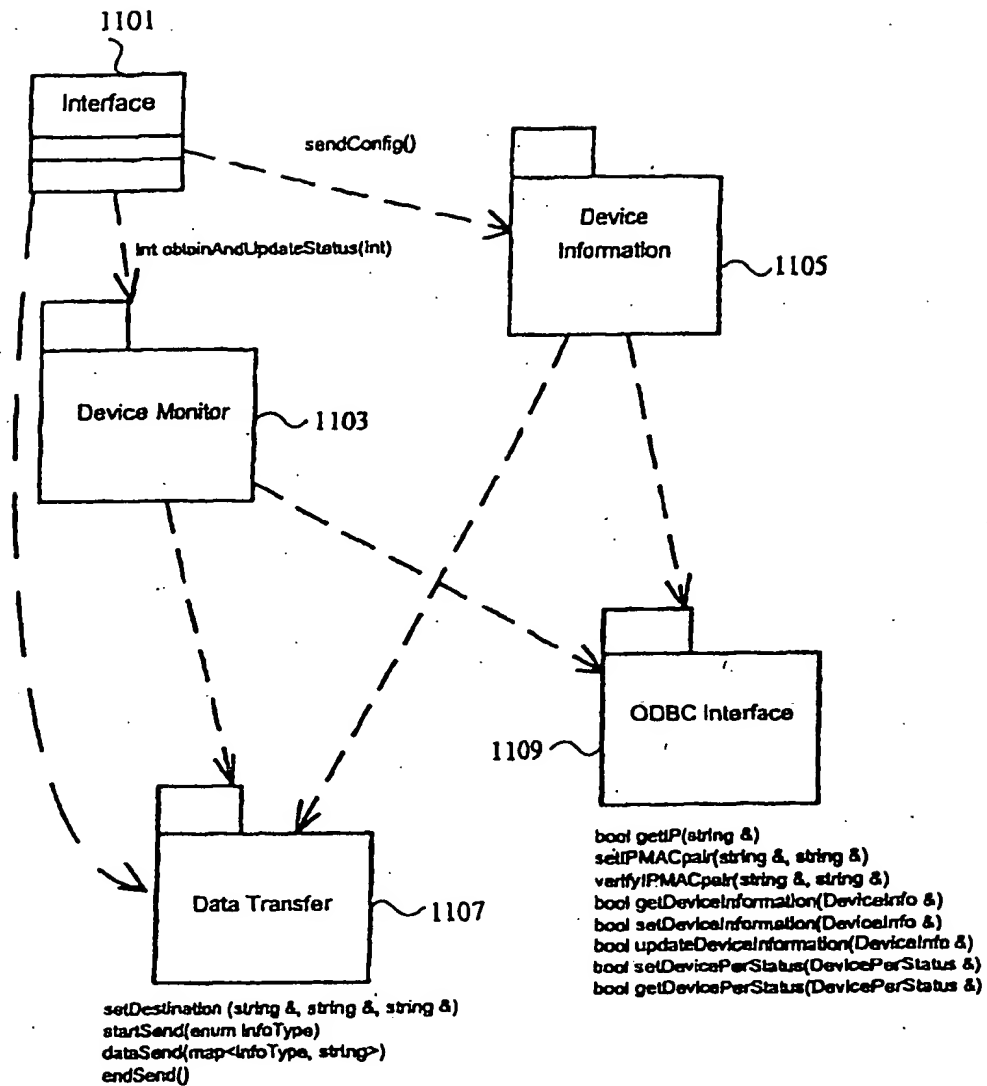 1101
Interface
sendConfig()
Device
Information
1105
int obtainAndUpdateStatus(int)
Device Monitor
1103
ODBC Interface
1109
bool getIP(string &)
setIPMACpair(string &, string &)
verifyIPMACpair(string &, string &)
bool getDeviceInformation(DeviceInfo &)
bool setDeviceInformation(DeviceInfo &)
bool updateDeviceInformation(DeviceInfo &)
bool setDevicePerStatus(DevicePerStatus &)
bool getDevicePerStatus(DevicePerStatus &)
Data Transfer
1107
setDestination (string &, string &, string &)
startSend(enum InfoType)
dataSend(map<InfoType, string>)
endSend()